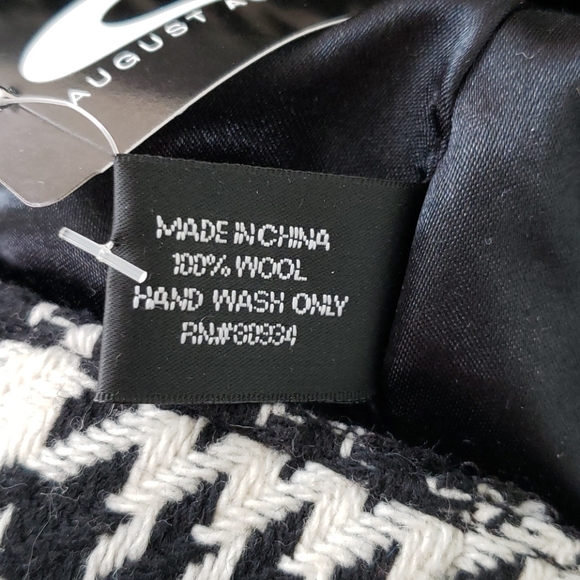 AUGUST
MADE IN CHINA
100% WOOL
HAND WASH ONLY
RN#80934